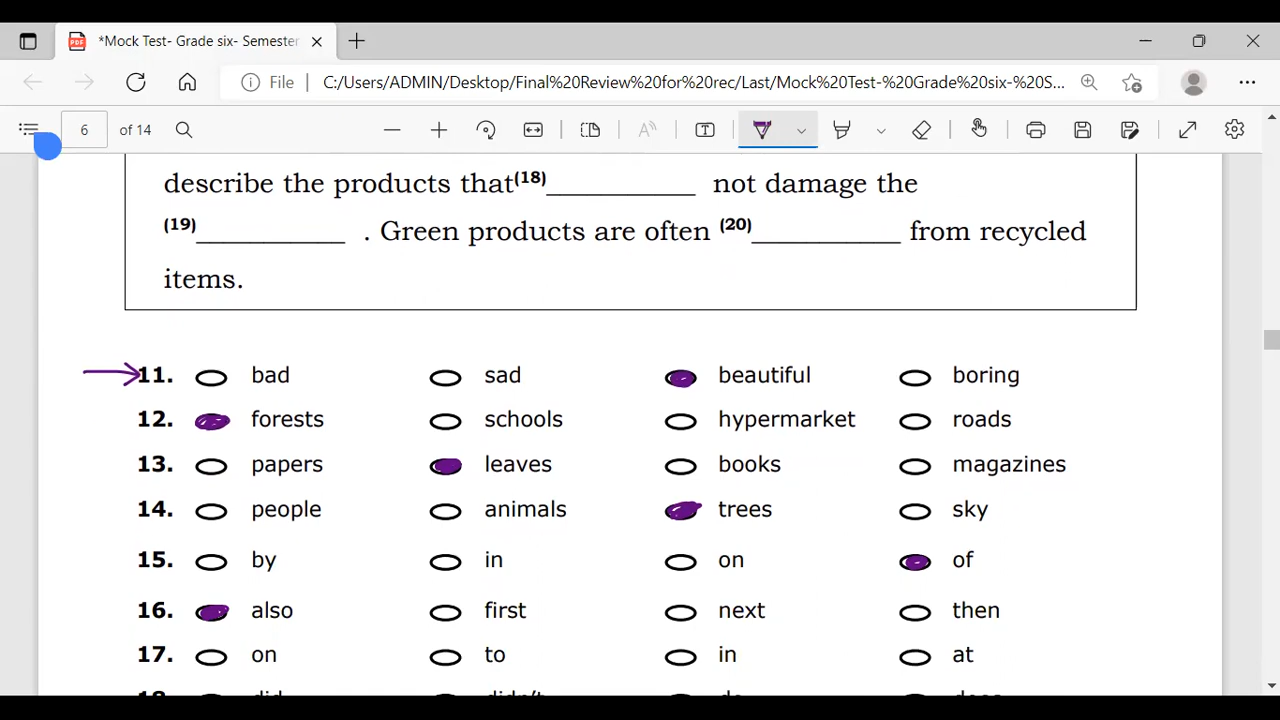 *Mock Test- Grade six- Semester
File C:/Users/ADMIN/Desktop/Final%20Review%20for%20rec/Last/Mock%20Test-%20Grade%20six-%20S...
6 of 14
describe the products that(18)___________ not damage the
(19)___________ . Green products are often (20)___________ from recycled
items.
11. bad sad beautiful boring
12. forests schools hypermarket roads
13. papers leaves books magazines
14. people animals trees sky
15. by in on of
16. also first next then
17. on to in at